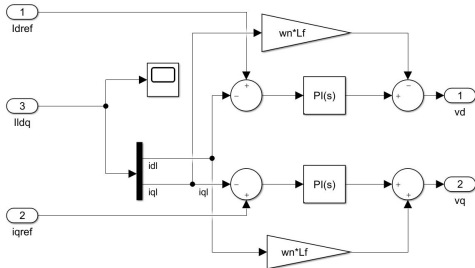 1
Idref
wn*Lf
+
−
PI(s)
−
+
1
vd
3
Ildq
idl
iql
iql
−
+
PI(s)
+
+
2
vq
2
iqref
wn*Lf